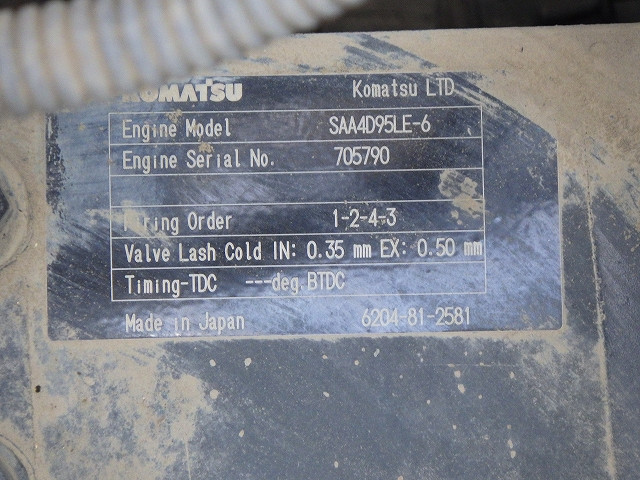 KOMATSU Komatsu LTD
Engine Model SAA4D95LE-6
Engine Serial No. 705790
Firing Order 1-2-4-3
Valve Lash Cold IN: 0.35 mm EX: 0.50 mm
Timing-TDC ---deg.BTDC
Made in Japan 6204-81-2581